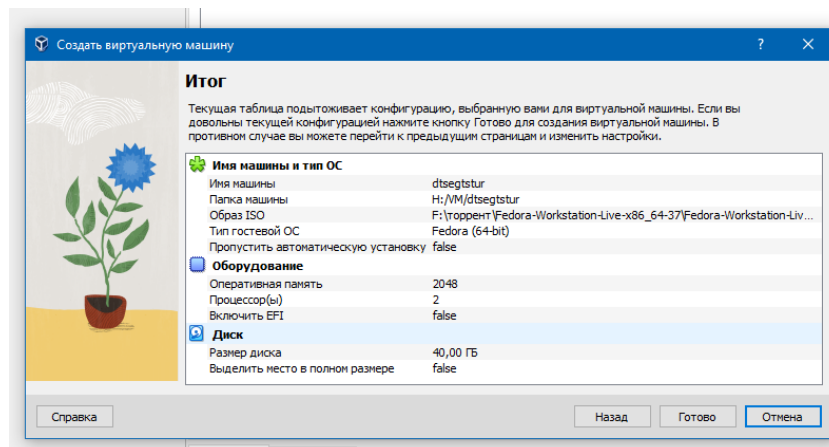 Создать виртуальную машину
?
Итог
Текущая таблица подытоживает конфигурацию, выбранную вами для виртуальной машины. Если вы
довольны текущей конфигурацией нажмите кнопку Готово для создания виртуальной машины. В
противном случае вы можете перейти к предыдущим страницам и изменить настройки.
Имя машины и тип ОС
Имя машины dtsegtstur
Папка машины H:/VM/dtsegtstur
Образ ISO F:\торрент\Fedora-Workstation-Live-x86_64-37\Fedora-Workstation-Liv...
Тип гостевой ОС Fedora (64-bit)
Пропустить автоматическую установку false
Оборудование
Оперативная память 2048
Процессор(ы) 2
Включить EFI false
Диск
Размер диска 40,00 ГБ
Выделить место в полном размере false
Справка Назад Готово Отмена